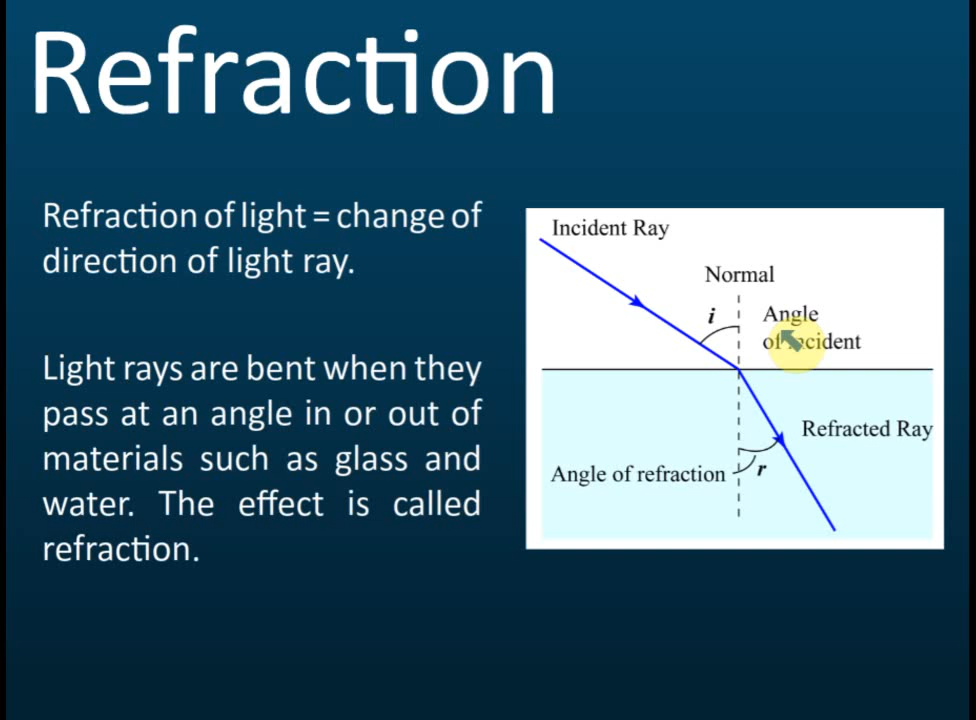 Refraction
Refraction of light = change of
direction of light ray.
Light rays are bent when they
pass at an angle in or out of
materials such as glass and
water. The effect is called
refraction.
Incident Ray
Normal
i
Angle
of incident
Refracted Ray
Angle of refraction
r